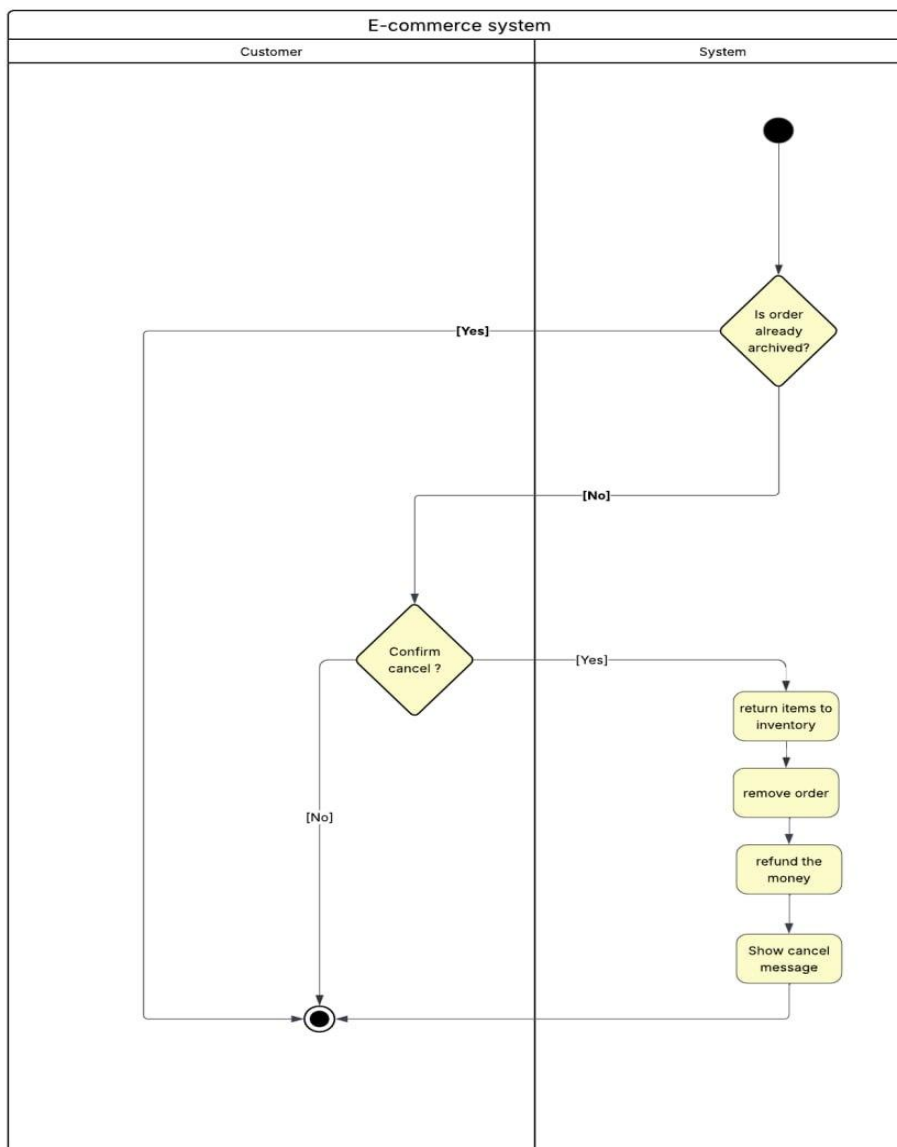 E-commerce system
Customer
System
Is order
already
archived?
[Yes]
[No]
Confirm
cancel ?
[Yes]
return items to
inventory
remove order
[No]
refund the
money
Show cancel
message